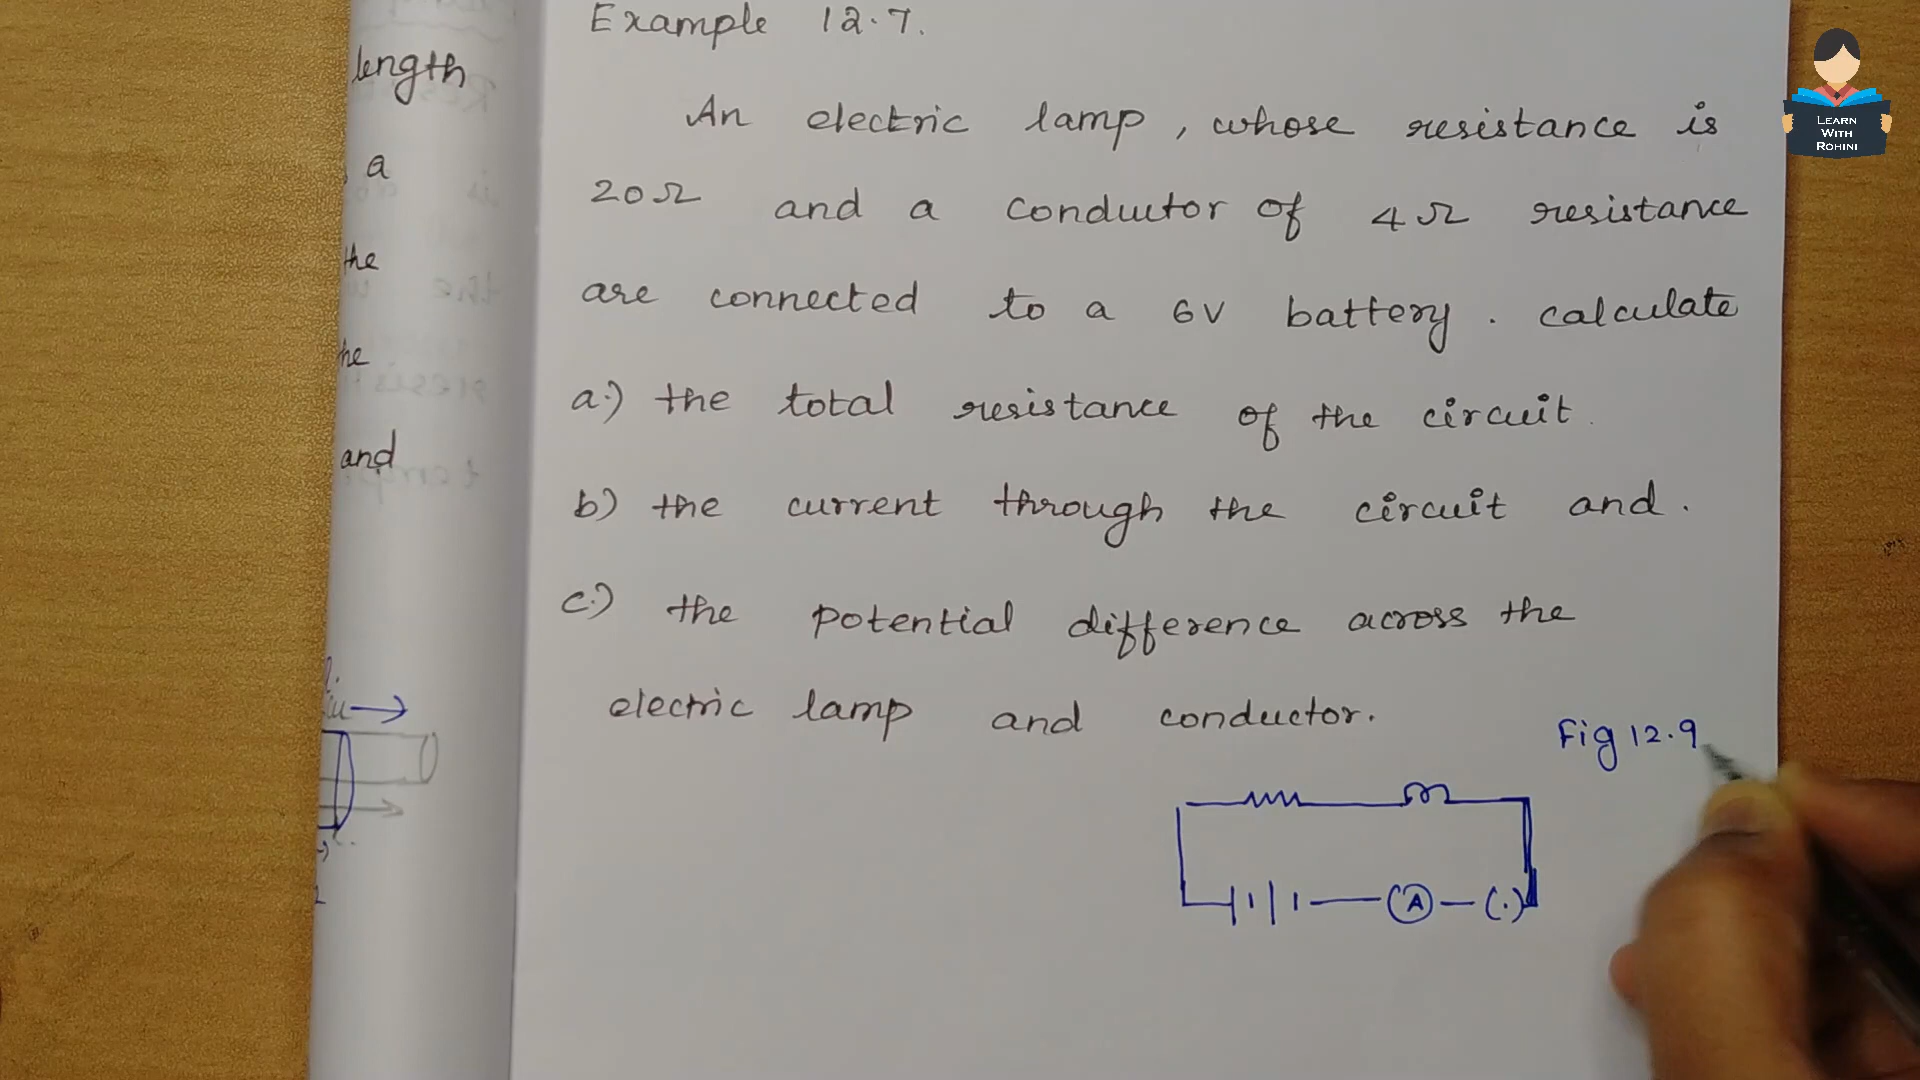 Example 12.7.
length
An electric lamp, whose resistance is
a
20Ω and a conductor of 4Ω resistance
the
are connected to a 6V battery. calculate
he
a.) the total resistance of the circuit.
and
b) the current through the circuit and.
c.) the potential difference across the
electric lamp and conductor.
Fig 12.9
A
LEARN
WITH
ROHINI